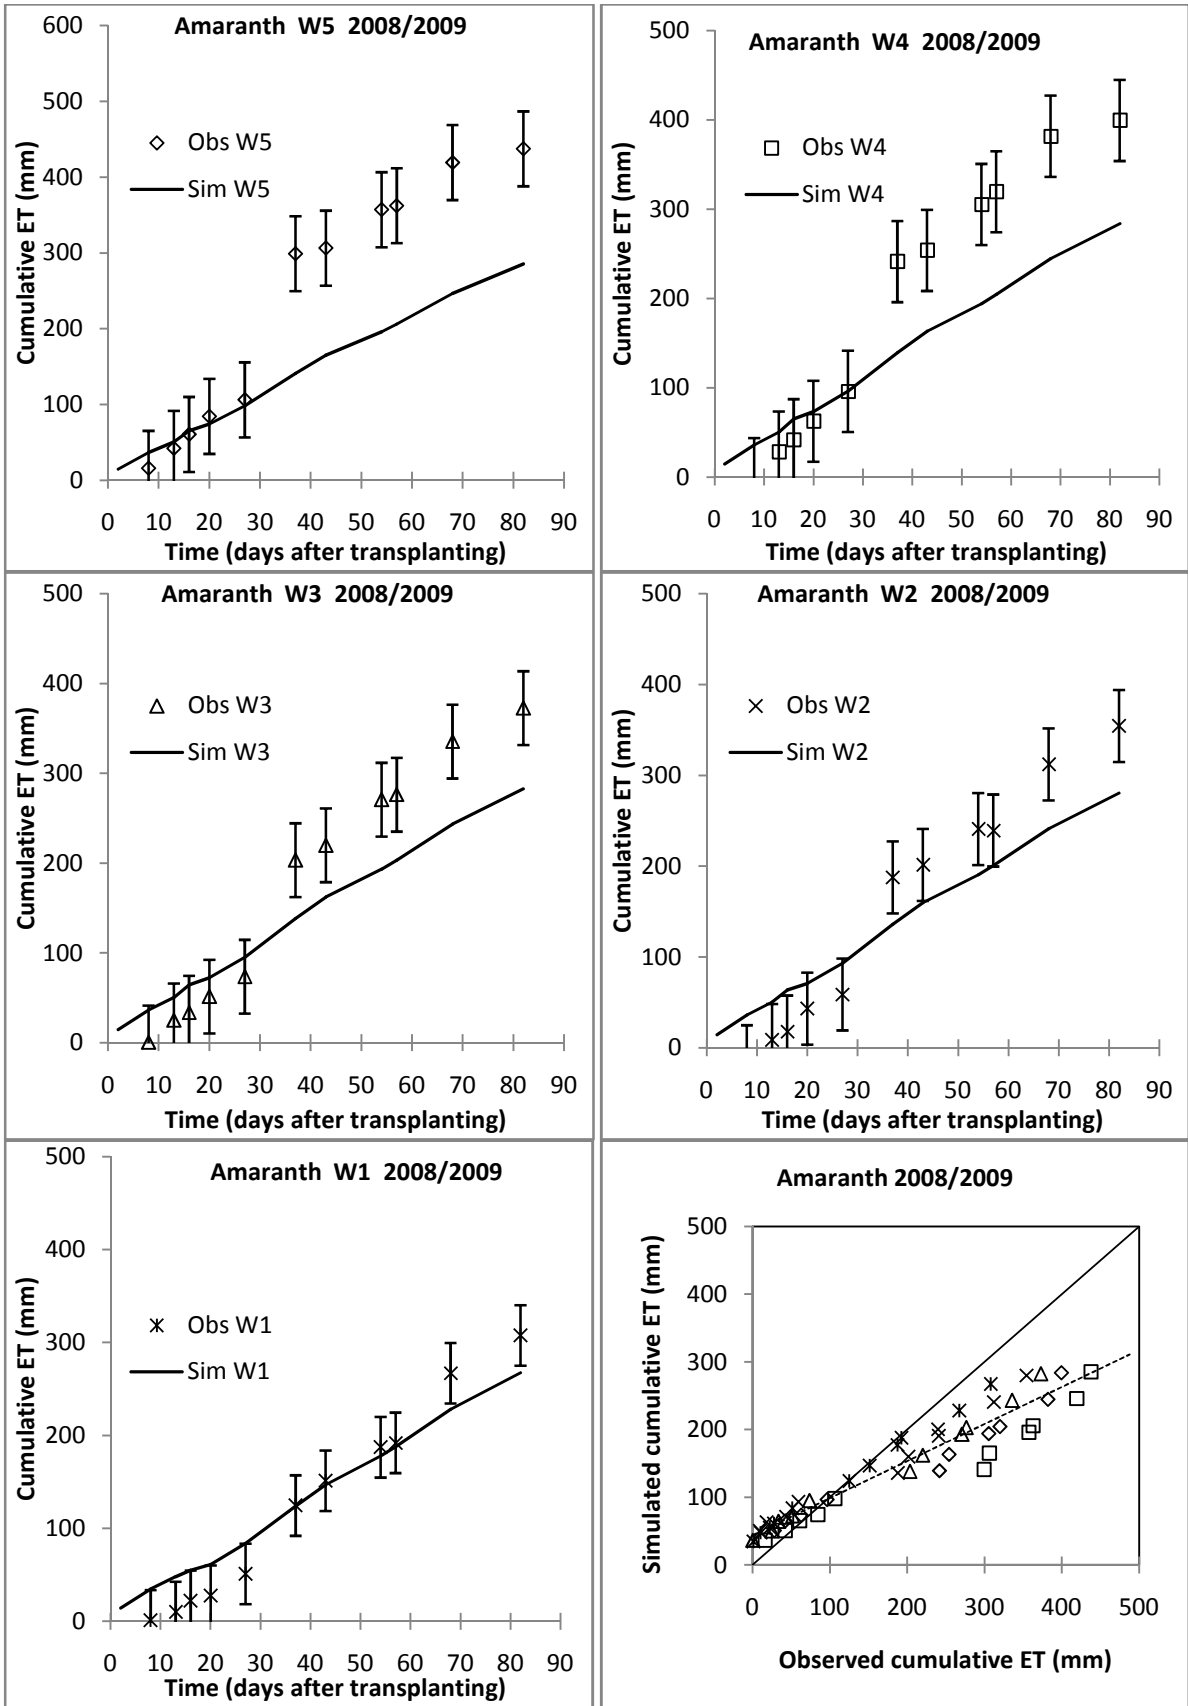 Amaranth W5 2008/2009
600
500
400
300
200
100
0
Cumulative ET (mm)
Obs W5
Sim W5
0 10 20 30 40 50 60 70 80 90
Time (days after transplanting)
Amaranth W4 2008/2009
500
400
300
200
100
0
Cumulative ET (mm)
Obs W4
Sim W4
0 10 20 30 40 50 60 70 80 90
Time (days after transplanting)
Amaranth W3 2008/2009
500
400
300
200
100
0
Cumulative ET (mm)
Obs W3
Sim W3
0 10 20 30 40 50 60 70 80 90
Time (days after transplanting)
Amaranth W2 2008/2009
500
400
300
200
100
0
Cumulative ET (mm)
Obs W2
Sim W2
0 10 20 30 40 50 60 70 80 90
Time (days after transplanting)
Amaranth W1 2008/2009
500
400
300
200
100
0
Cumulative ET (mm)
Obs W1
Sim W1
0 10 20 30 40 50 60 70 80 90
Time (days after transplanting)
Amaranth 2008/2009
500
400
300
200
100
0
Simulated cumulative ET (mm)
0 100 200 300 400 500
Observed cumulative ET (mm)